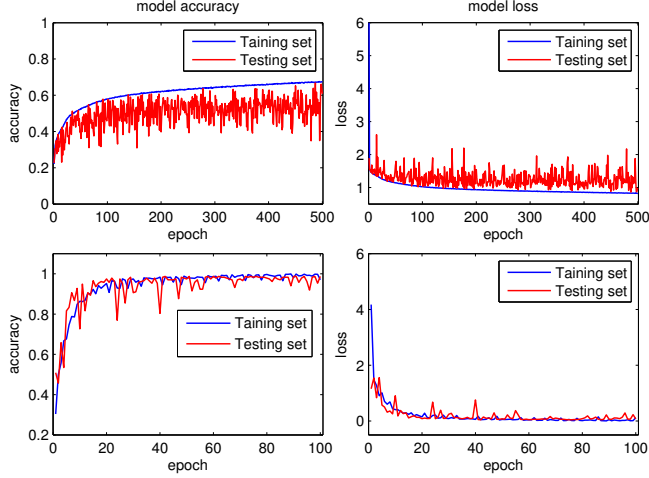 model accuracy
1
0.8
0.6
0.4
0.2
0
accuracy
Taining set
Testing set
0 100 200 300 400 500
epoch
model loss
6
5
4
3
2
1
loss
Taining set
Testing set
0 100 200 300 400 500
epoch
1
0.8
0.6
0.4
0.2
accuracy
Taining set
Testing set
0 20 40 60 80 100
epoch
6
4
2
0
loss
Taining set
Testing set
0 20 40 60 80 100
epoch